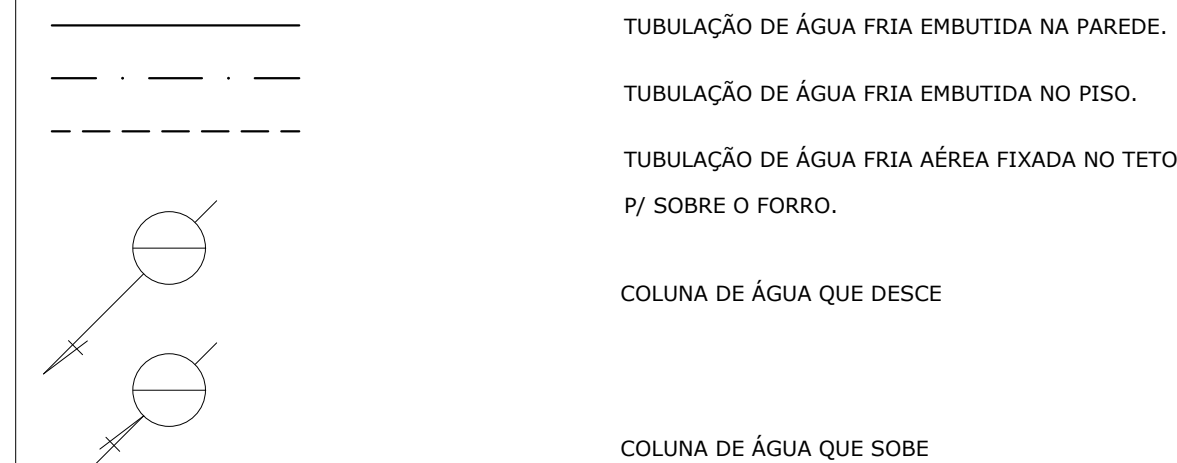 TUBULAÇÃO DE ÁGUA FRIA EMBUTIDA NA PAREDE.
TUBULAÇÃO DE ÁGUA FRIA EMBUTIDA NO PISO.
TUBULAÇÃO DE ÁGUA FRIA AÉREA FIXADA NO TETO
P/ SOBRE O FORRO.
COLUNA DE ÁGUA QUE DESCE
COLUNA DE ÁGUA QUE SOBE